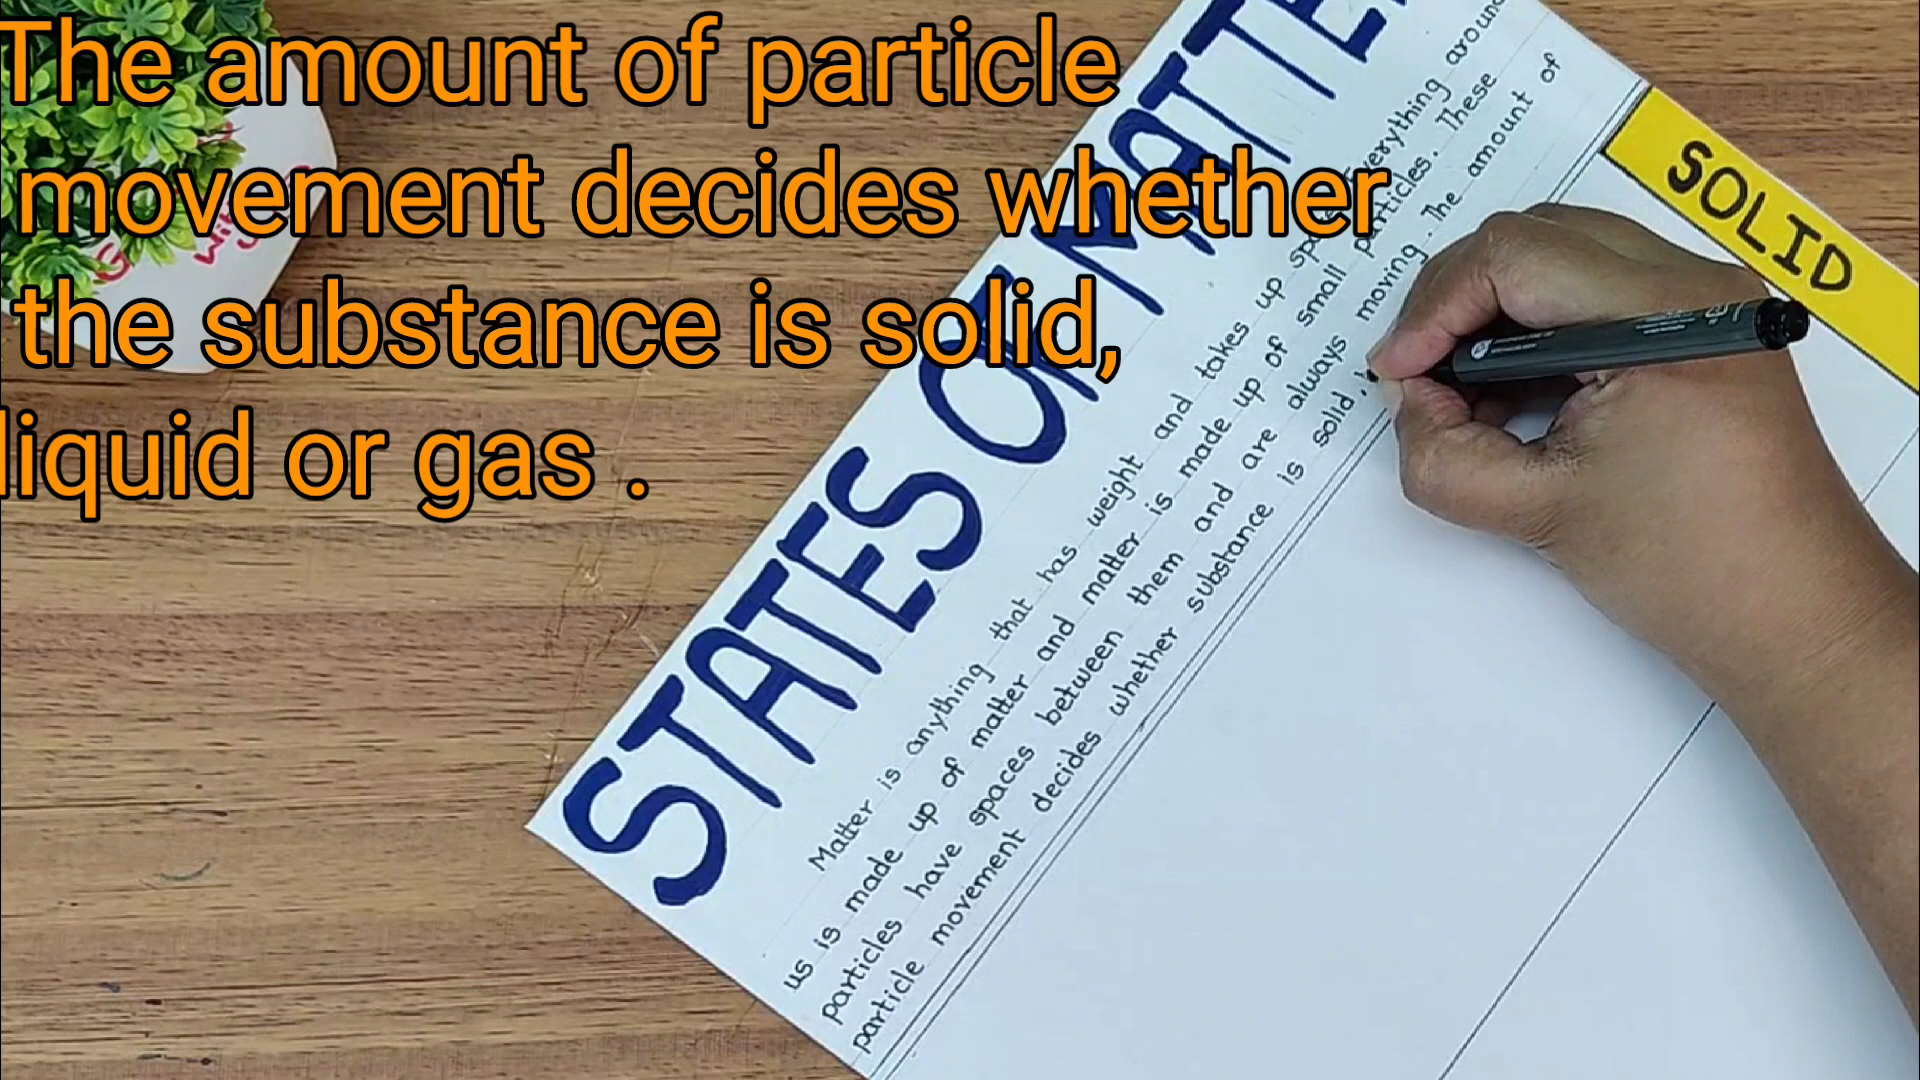 The amount of particle
movement decides whether
the substance is solid,
liquid or gas .
STATES OF MATTE
Matter is anything that has weight and takes up space everything around
us is made up of matter and matter is made up of small particles. These
particles have spaces between them and are always moving. The amount of
particle movement decides whether substance is solid,
SOLID